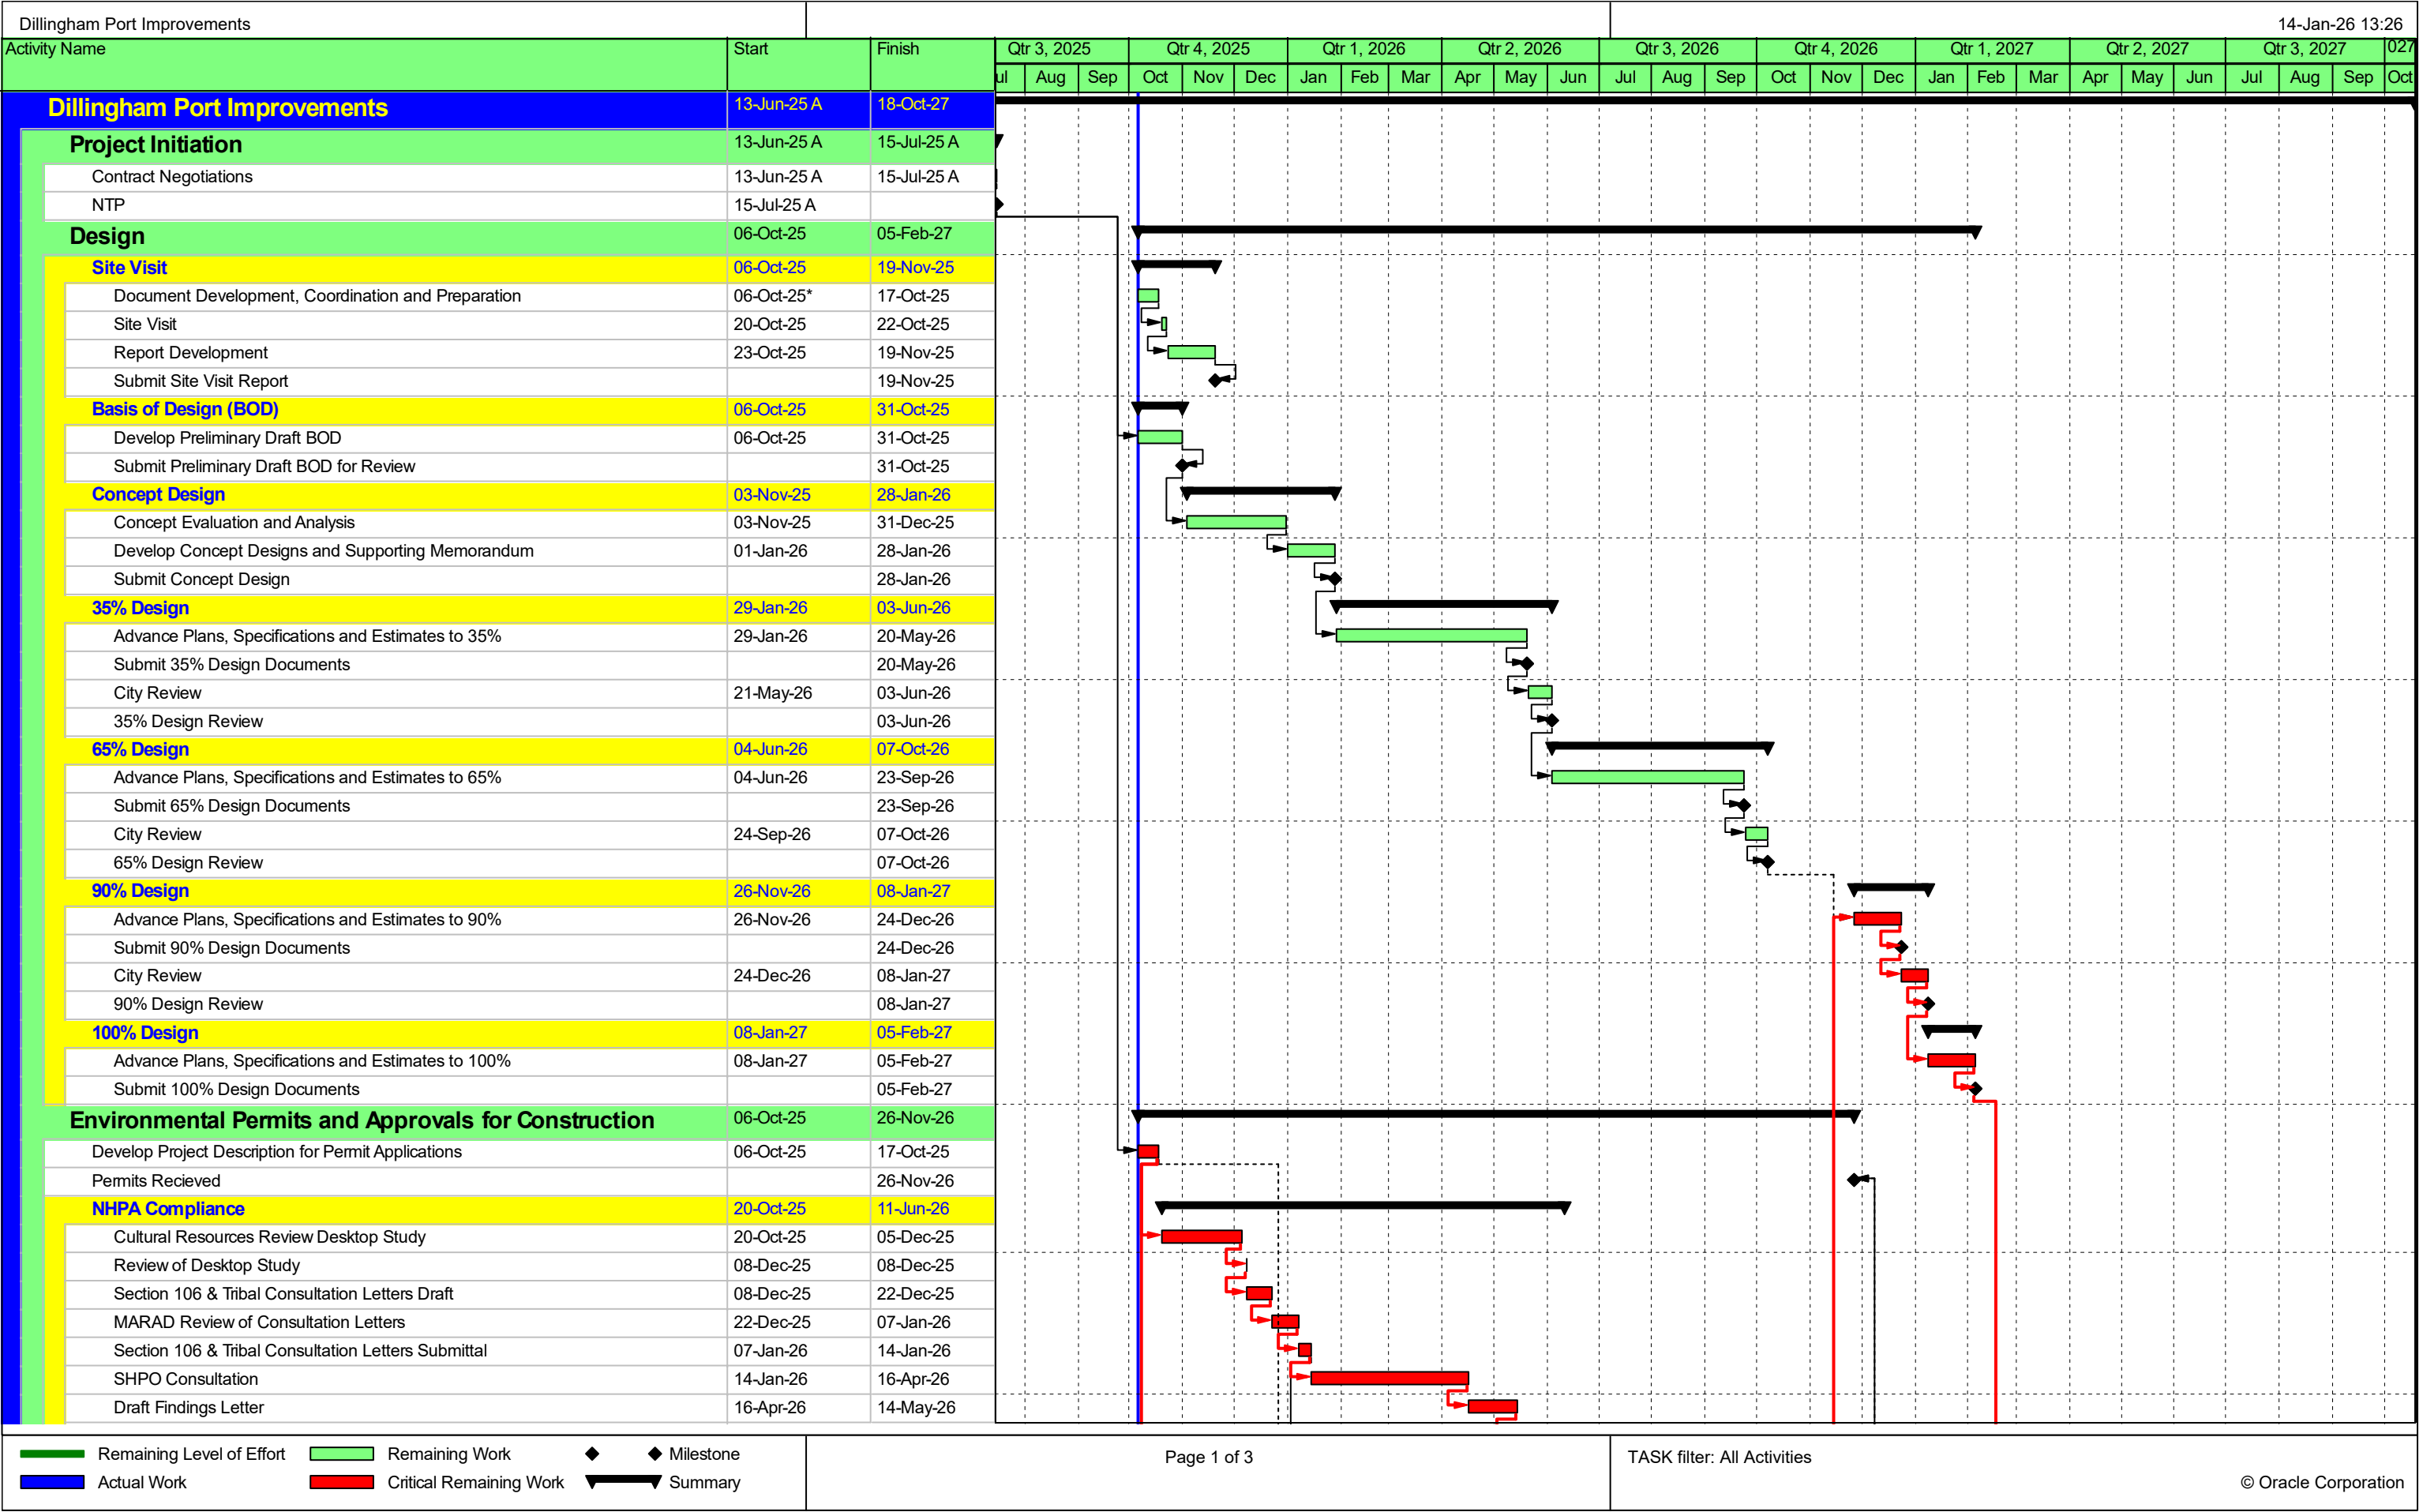 Dillingham Port Improvements 14-Jan-26 13:26
Activity Name Start Finish Qtr 3, 2025 Qtr 4, 2025 Qtr 1, 2026 Qtr 2, 2026 Qtr 3, 2026 Qtr 4, 2026 Qtr 1, 2027 Qtr 2, 2027 Qtr 3, 2027 027
ul Aug Sep Oct Nov Dec Jan Feb Mar Apr May Jun Jul Aug Sep Oct Nov Dec Jan Feb Mar Apr May Jun Jul Aug Sep Oct
Dillingham Port Improvements 13-Jun-25 A 18-Oct-27
Project Initiation 13-Jun-25 A 15-Jul-25 A
Contract Negotiations 13-Jun-25 A 15-Jul-25 A
NTP 15-Jul-25 A
Design 06-Oct-25 05-Feb-27
Site Visit 06-Oct-25 19-Nov-25
Document Development, Coordination and Preparation 06-Oct-25* 17-Oct-25
Site Visit 20-Oct-25 22-Oct-25
Report Development 23-Oct-25 19-Nov-25
Submit Site Visit Report 19-Nov-25
Basis of Design (BOD) 06-Oct-25 31-Oct-25
Develop Preliminary Draft BOD 06-Oct-25 31-Oct-25
Submit Preliminary Draft BOD for Review 31-Oct-25
Concept Design 03-Nov-25 28-Jan-26
Concept Evaluation and Analysis 03-Nov-25 31-Dec-25
Develop Concept Designs and Supporting Memorandum 01-Jan-26 28-Jan-26
Submit Concept Design 28-Jan-26
35% Design 29-Jan-26 03-Jun-26
Advance Plans, Specifications and Estimates to 35% 29-Jan-26 20-May-26
Submit 35% Design Documents 20-May-26
City Review 21-May-26 03-Jun-26
35% Design Review 03-Jun-26
65% Design 04-Jun-26 07-Oct-26
Advance Plans, Specifications and Estimates to 65% 04-Jun-26 23-Sep-26
Submit 65% Design Documents 23-Sep-26
City Review 24-Sep-26 07-Oct-26
65% Design Review 07-Oct-26
90% Design 26-Nov-26 08-Jan-27
Advance Plans, Specifications and Estimates to 90% 26-Nov-26 24-Dec-26
Submit 90% Design Documents 24-Dec-26
City Review 24-Dec-26 08-Jan-27
90% Design Review 08-Jan-27
100% Design 08-Jan-27 05-Feb-27
Advance Plans, Specifications and Estimates to 100% 08-Jan-27 05-Feb-27
Submit 100% Design Documents 05-Feb-27
Environmental Permits and Approvals for Construction 06-Oct-25 26-Nov-26
Develop Project Description for Permit Applications 06-Oct-25 17-Oct-25
Permits Recieved 26-Nov-26
NHPA Compliance 20-Oct-25 11-Jun-26
Cultural Resources Review Desktop Study 20-Oct-25 05-Dec-25
Review of Desktop Study 08-Dec-25 08-Dec-25
Section 106 & Tribal Consultation Letters Draft 08-Dec-25 22-Dec-25
MARAD Review of Consultation Letters 22-Dec-25 07-Jan-26
Section 106 & Tribal Consultation Letters Submittal 07-Jan-26 14-Jan-26
SHPO Consultation 14-Jan-26 16-Apr-26
Draft Findings Letter 16-Apr-26 14-May-26
Remaining Level of Effort Remaining Work Milestone Page 1 of 3 TASK filter: All Activities
Actual Work Critical Remaining Work Summary © Oracle Corporation